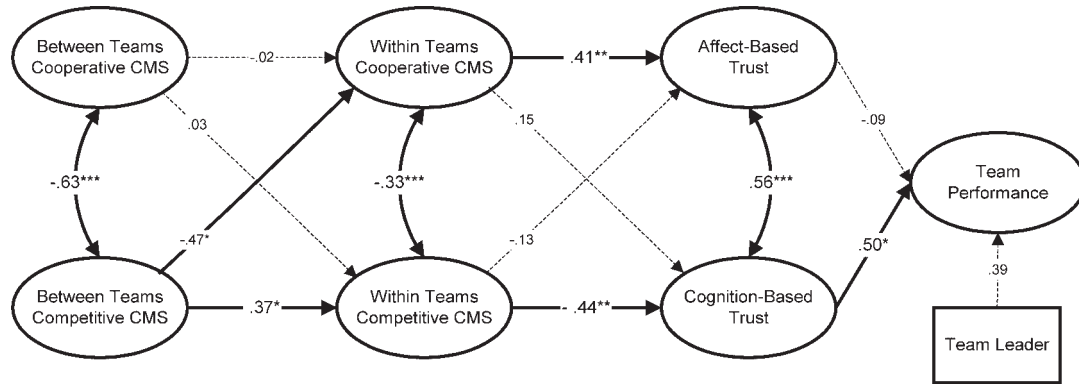 Between Teams
Cooperative CMS
-.02
Within Teams
Cooperative CMS
.41**
Affect-Based
Trust
.03
.15
-.09
-.63***
-.33***
.56***
Team
Performance
-.47*
-.13
.50*
.39
Between Teams
Competitive CMS
.37*
Within Teams
Competitive CMS
- .44**
Cognition-Based
Trust
Team Leader